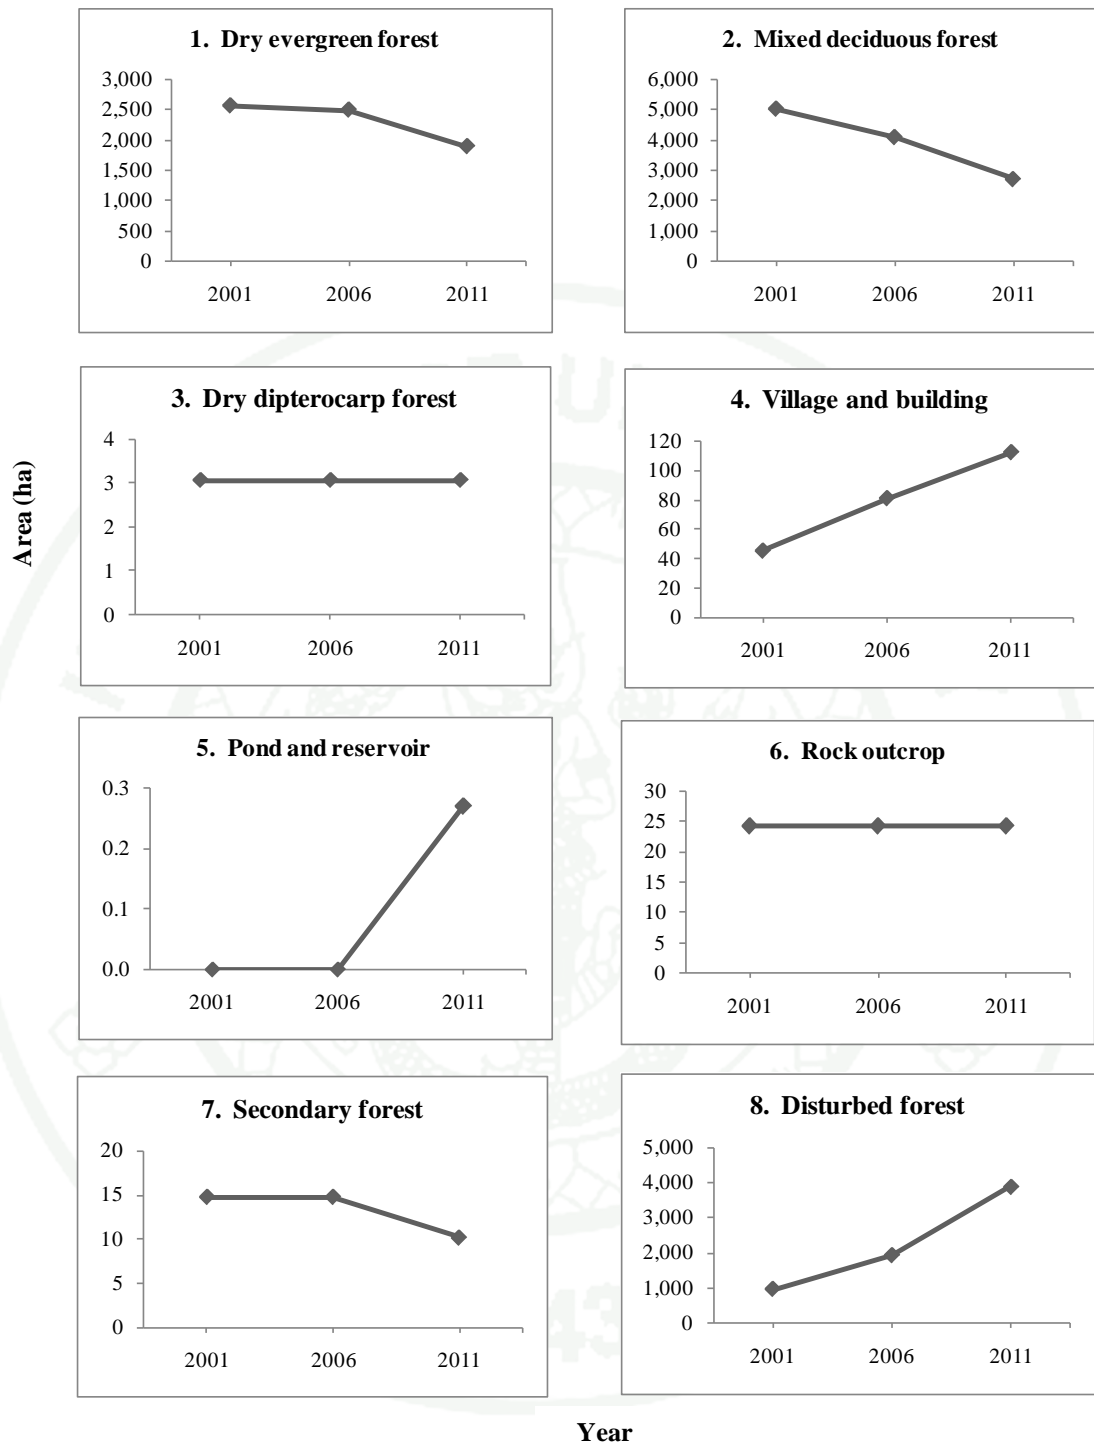 1. Dry evergreen forest
3,000
2,500
2,000
1,500
1,000
500
0
2001 2006 2011
2. Mixed deciduous forest
6,000
5,000
4,000
3,000
2,000
1,000
0
2001 2006 2011
Area (ha)
3. Dry dipterocarp forest
4
3
2
1
0
2001 2006 2011
4. Village and building
120
100
80
60
40
20
0
2001 2006 2011
5. Pond and reservoir
0.3
0.2
0.1
0.0
2001 2006 2011
6. Rock outcrop
30
25
20
15
10
5
0
2001 2006 2011
7. Secondary forest
20
15
10
5
0
2001 2006 2011
8. Disturbed forest
5,000
4,000
3,000
2,000
1,000
0
2001 2006 2011
Year